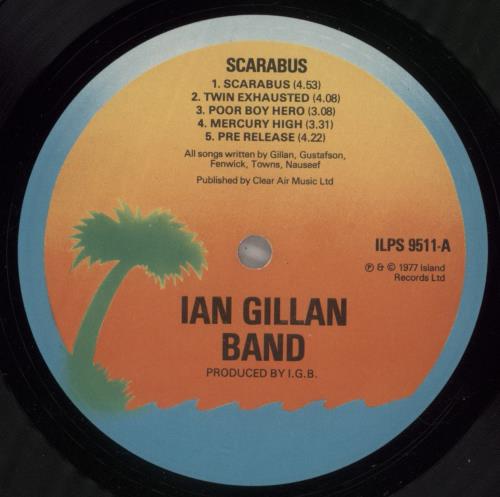 SCARABUS
1. SCARABUS (4.53)
2. TWIN EXHAUSTED (4.08)
3. POOR BOY HERO (3.08)
4. MERCURY HIGH (3.31)
5. PRE RELEASE (4.22)
All songs written by Gillan, Gustafson,
Fenwick, Towns, Nauseef
Published by Clear Air Music Ltd
ILPS 9511-A
℗ & © 1977 Island
Records Ltd
IAN GILLAN
BAND
PRODUCED BY I.G.B.